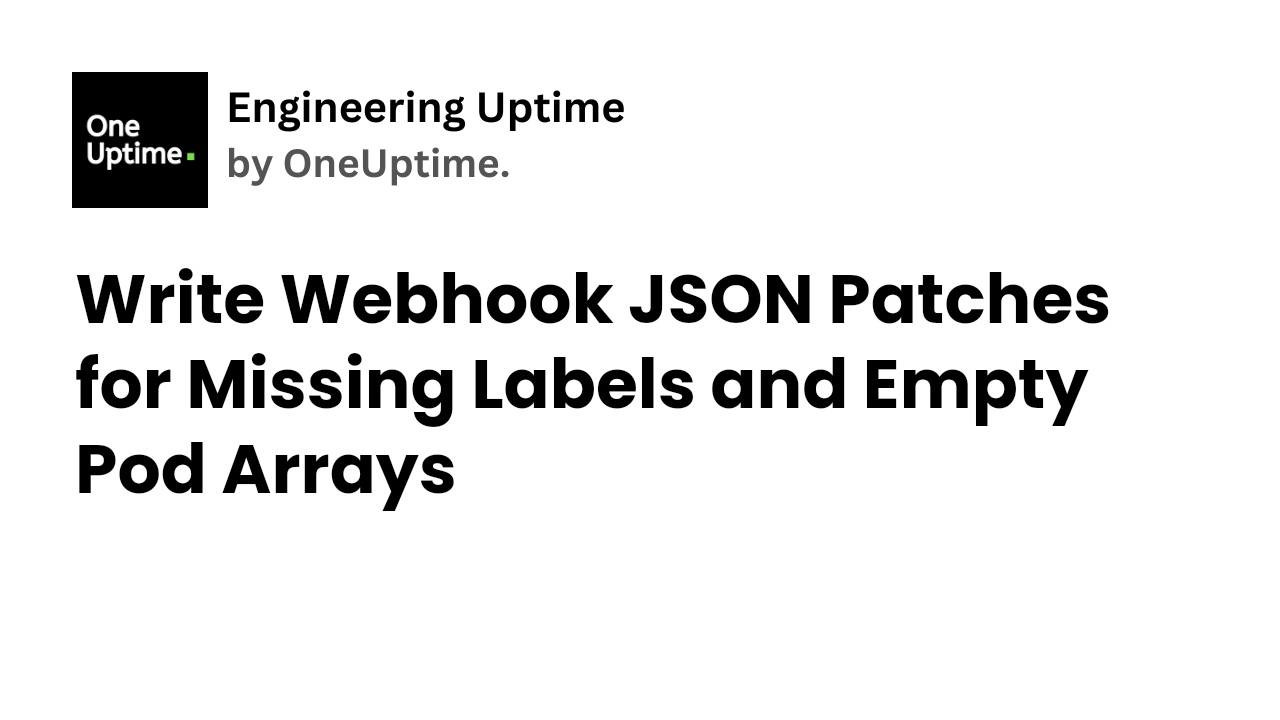 One
Uptime.
Engineering Uptime
by OneUptime.
Write Webhook JSON Patches
for Missing Labels and Empty
Pod Arrays